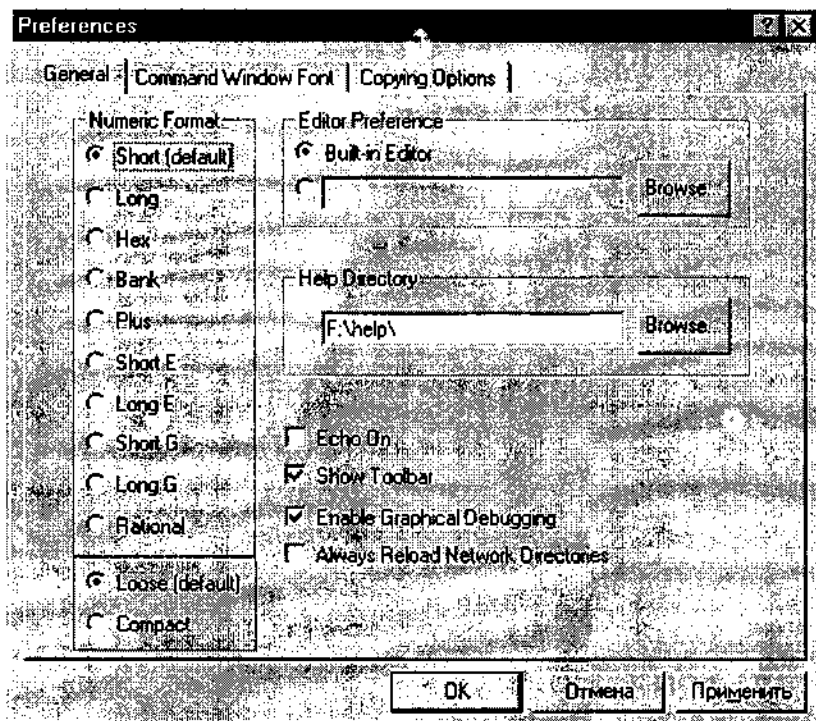 Preferences
General Command Window Font Copying Options
Numeric Format
Short (default)
Long
Hex
Bank
Plus
Short E
Long E
Short G
Long G
Rational
Loose (default)
Compact
Editor Preference
Built-in Editor
Browse...
Help Directory
F:\help\
Browse...
Echo On
Show Toolbar
Enable Graphical Debugging
Always Reload Network Directories
OK Отмена Применить